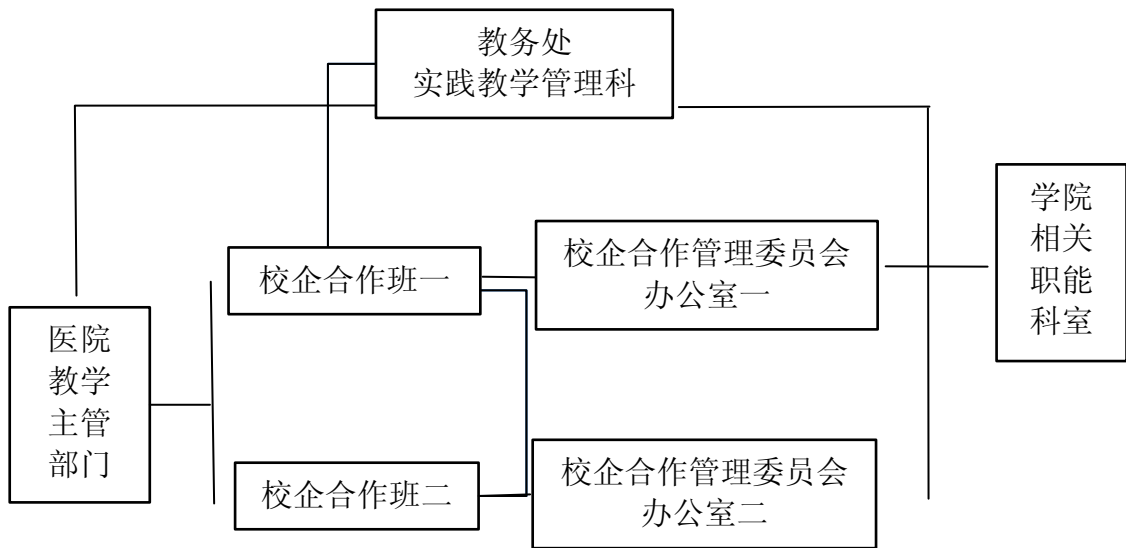 教务处
实践教学管理科
学院
相关
职能
科室
校企合作班一
校企合作管理委员会
办公室一
医院
教学
主管
部门
校企合作班二
校企合作管理委员会
办公室二